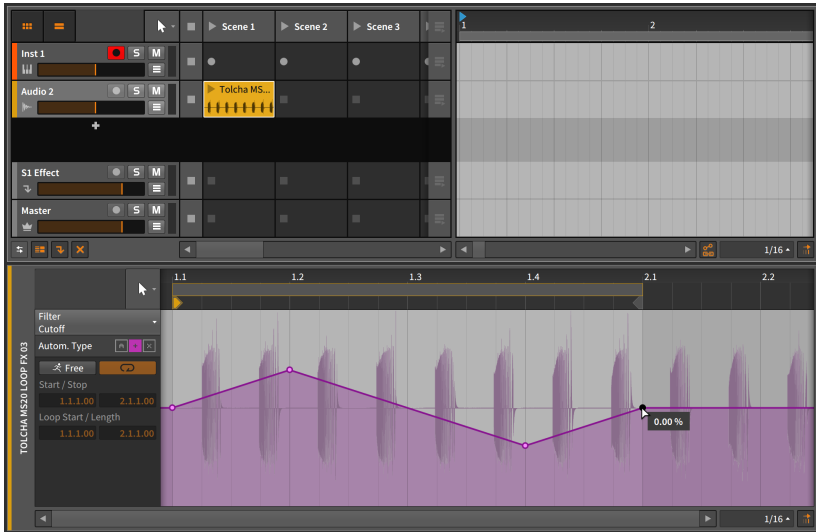 Scene 1 Scene 2 Scene 3
1 2
Inst 1 S M
Audio 2 S M Tolcha MS...
S1 Effect S M
Master S M
1/16
1.1 1.2 1.3 1.4 2.1 2.2
Filter
Cutoff
Autom. Type
Free
Start / Stop
1.1.1.00 2.1.1.00
Loop Start / Length
1.1.1.00 2.1.1.00
TOLCHA MS20 LOOP FX 03
0.00 %
1/16